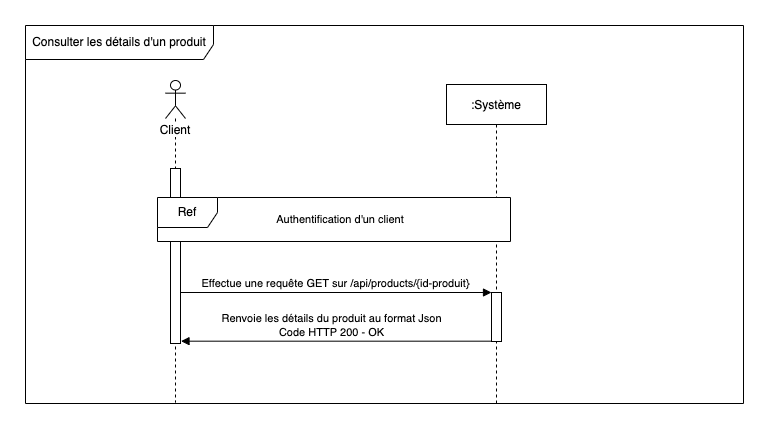 Consulter les détails d'un produit
Client
:Système
Ref
Authentification d'un client
Effectue une requête GET sur /api/products/{id-produit}
Renvoie les détails du produit au format Json
Code HTTP 200 - OK